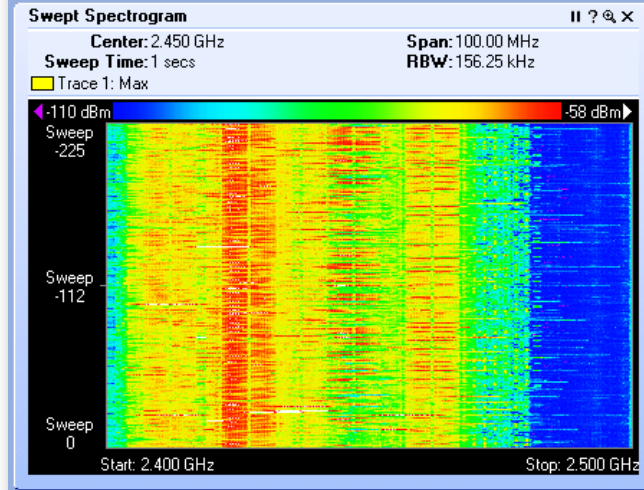 Swept Spectrogram
Center: 2.450 GHz Span: 100.00 MHz
Sweep Time: 1 secs RBW: 156.25 kHz
Trace 1: Max
-110 dBm -58 dBm
Sweep
-225
Sweep
-112
Sweep
0
Start: 2.400 GHz Stop: 2.500 GHz